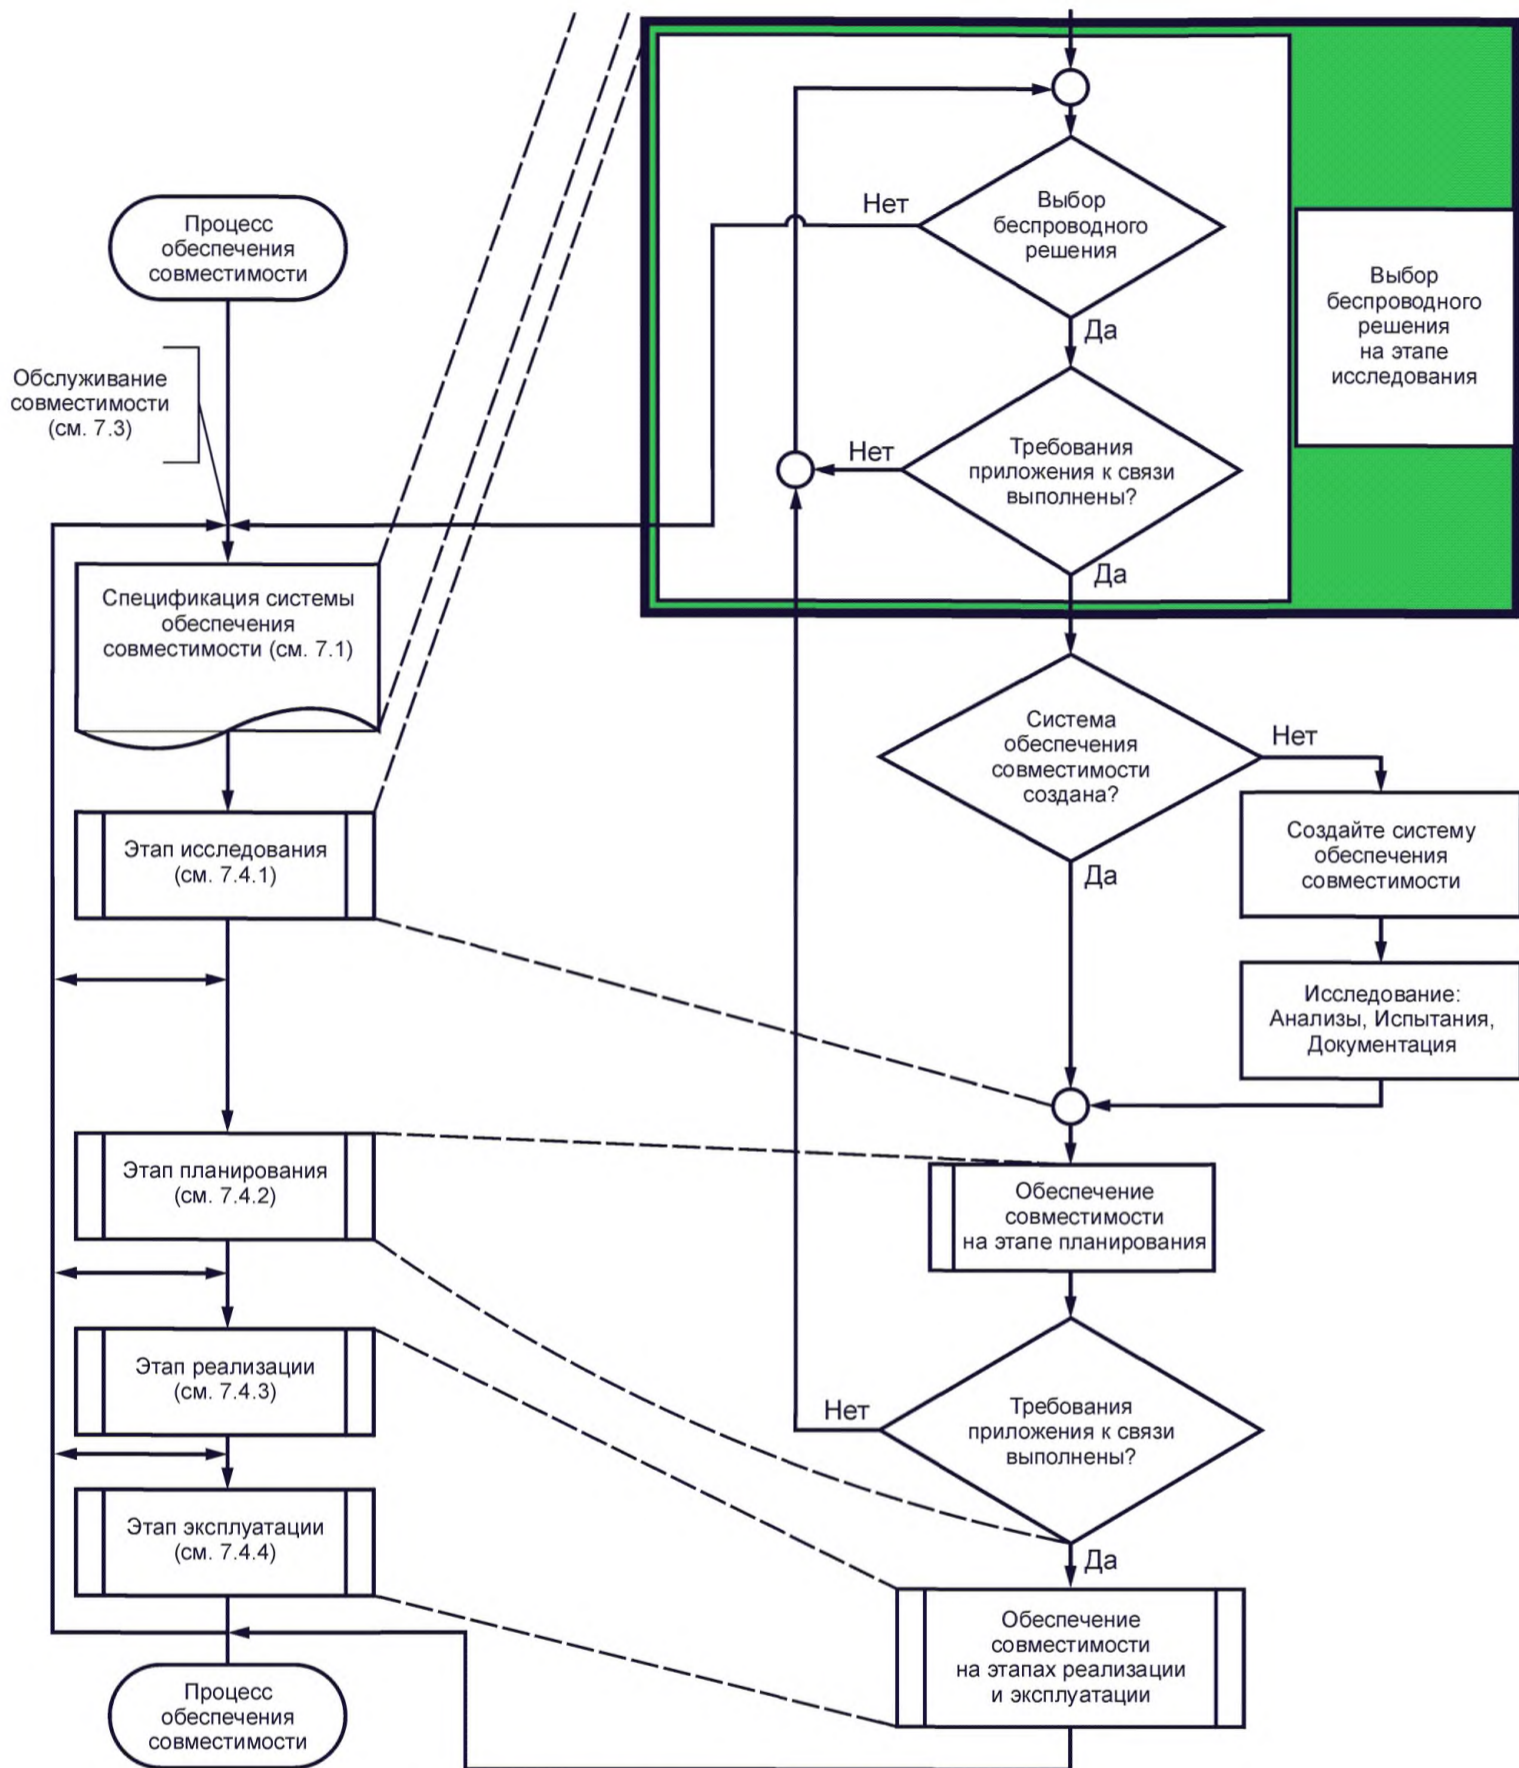 Процесс
обеспечения
совместимости
Обслуживание
совместимости
(см. 7.3)
Спецификация системы
обеспечения
совместимости (см. 7.1)
Этап исследования
(см. 7.4.1)
Этап планирования
(см. 7.4.2)
Этап реализации
(см. 7.4.3)
Этап эксплуатации
(см. 7.4.4)
Процесс
обеспечения
совместимости
Выбор
беспроводного
решения
Нет
Да
Требования
приложения к связи
выполнены?
Нет
Да
Выбор
беспроводного
решения
на этапе
исследования
Система
обеспечения
совместимости
создана?
Нет
Да
Создайте систему
обеспечения
совместимости
Исследование:
Анализы, Испытания,
Документация
Обеспечение
совместимости
на этапе планирования
Требования
приложения к связи
выполнены?
Нет
Да
Обеспечение
совместимости
на этапах реализации
и эксплуатации